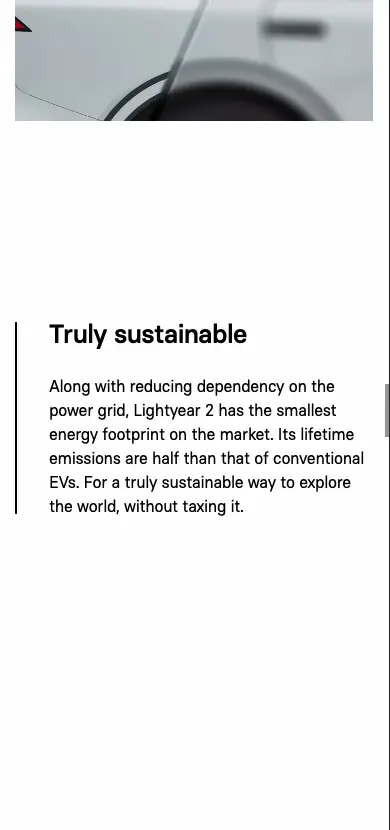 Truly sustainable
Along with reducing dependency on the
power grid, Lightyear 2 has the smallest
energy footprint on the market. Its lifetime
emissions are half than that of conventional
EVs. For a truly sustainable way to explore
the world, without taxing it.